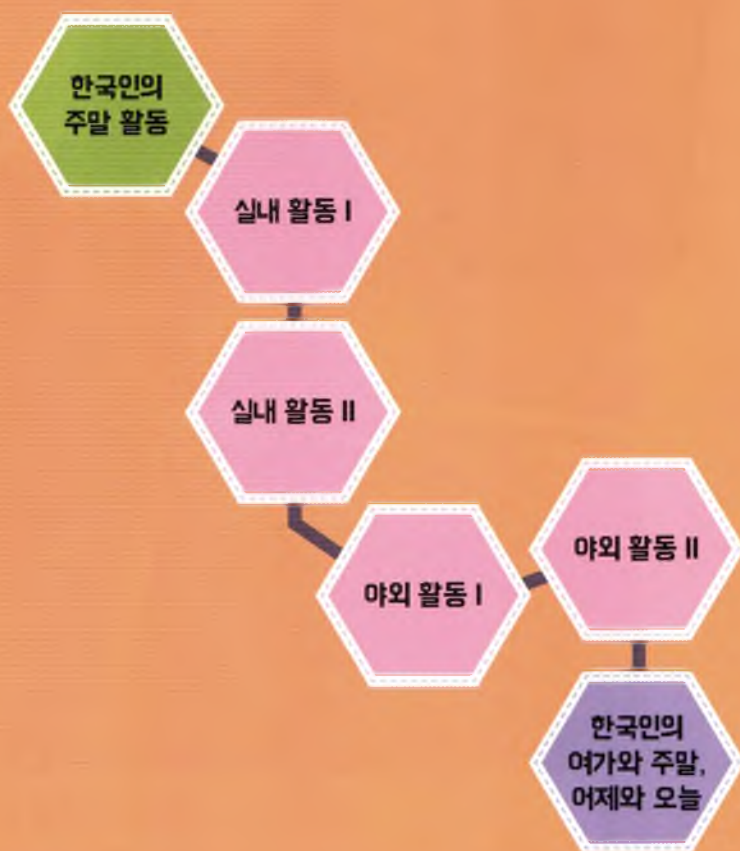 한국인의
주말 활동
실내 활동 I
실내 활동 II
야외 활동 I
야외 활동 II
한국인의
여가와 주말,
어제와 오늘